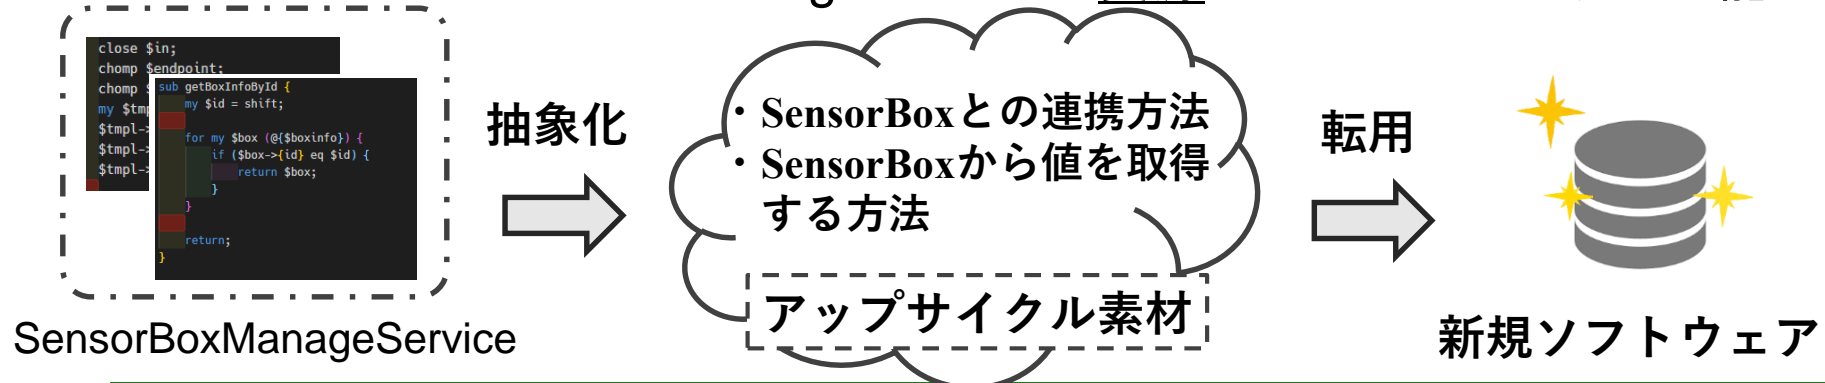 close $in;
chomp $endpoint;
chomp $
my $tmp
$tmpl-
$tmpl-
$tmpl-
sub getBoxInfoById {
my $id = shift;
for my $box (@{$boxinfo}) {
if ($box->{id} eq $id) {
return $box;
}
}
return;
}
SensorBoxManageService
抽象化
・SensorBoxとの連携方法
・SensorBoxから値を取得
する方法
アップサイクル素材
転用
新規ソフトウェア